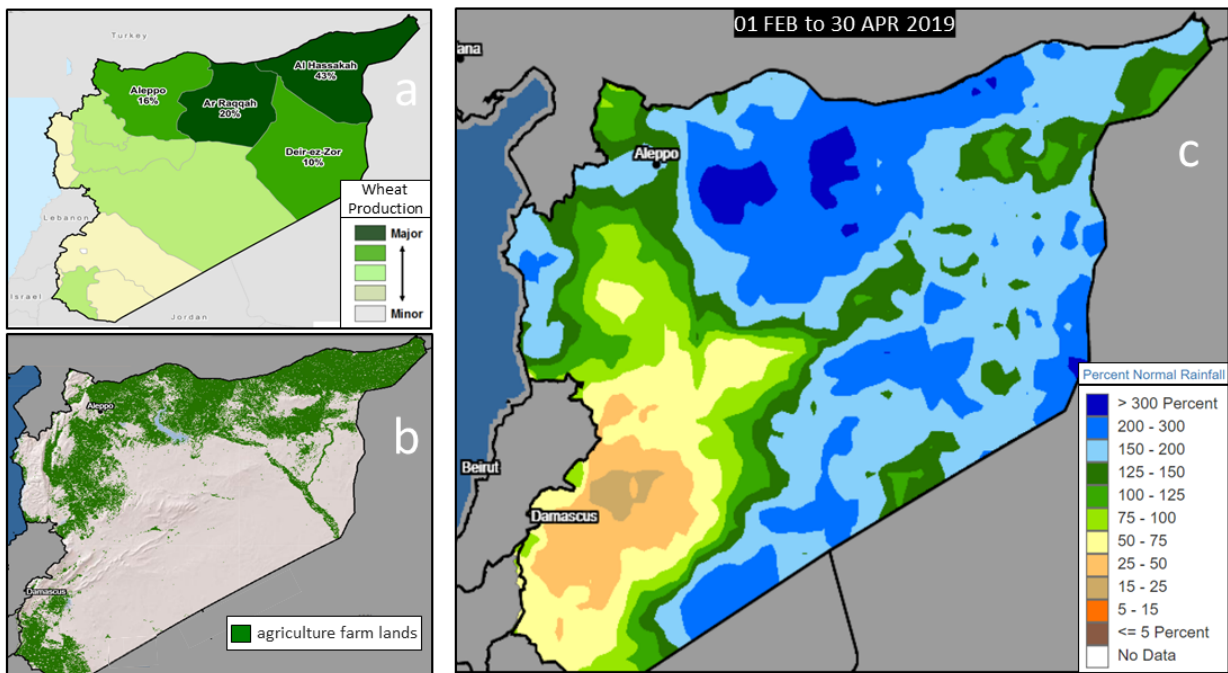 Turkey
Al Hassakah
43%
a
Aleppo
16%
Ar Raqqah
20%
Deir-ez-Zor
10%
Lebanon
Israel
Jordan
Wheat
Production
Major
Minor
Aleppo
b
Damascus
agriculture farm lands
01 FEB to 30 APR 2019
ana
Aleppo
c
Beirut
Damascus
Percent Normal Rainfall
> 300 Percent
200 - 300
150 - 200
125 - 150
100 - 125
75 - 100
50 - 75
25 - 50
15 - 25
5 - 15
<= 5 Percent
No Data